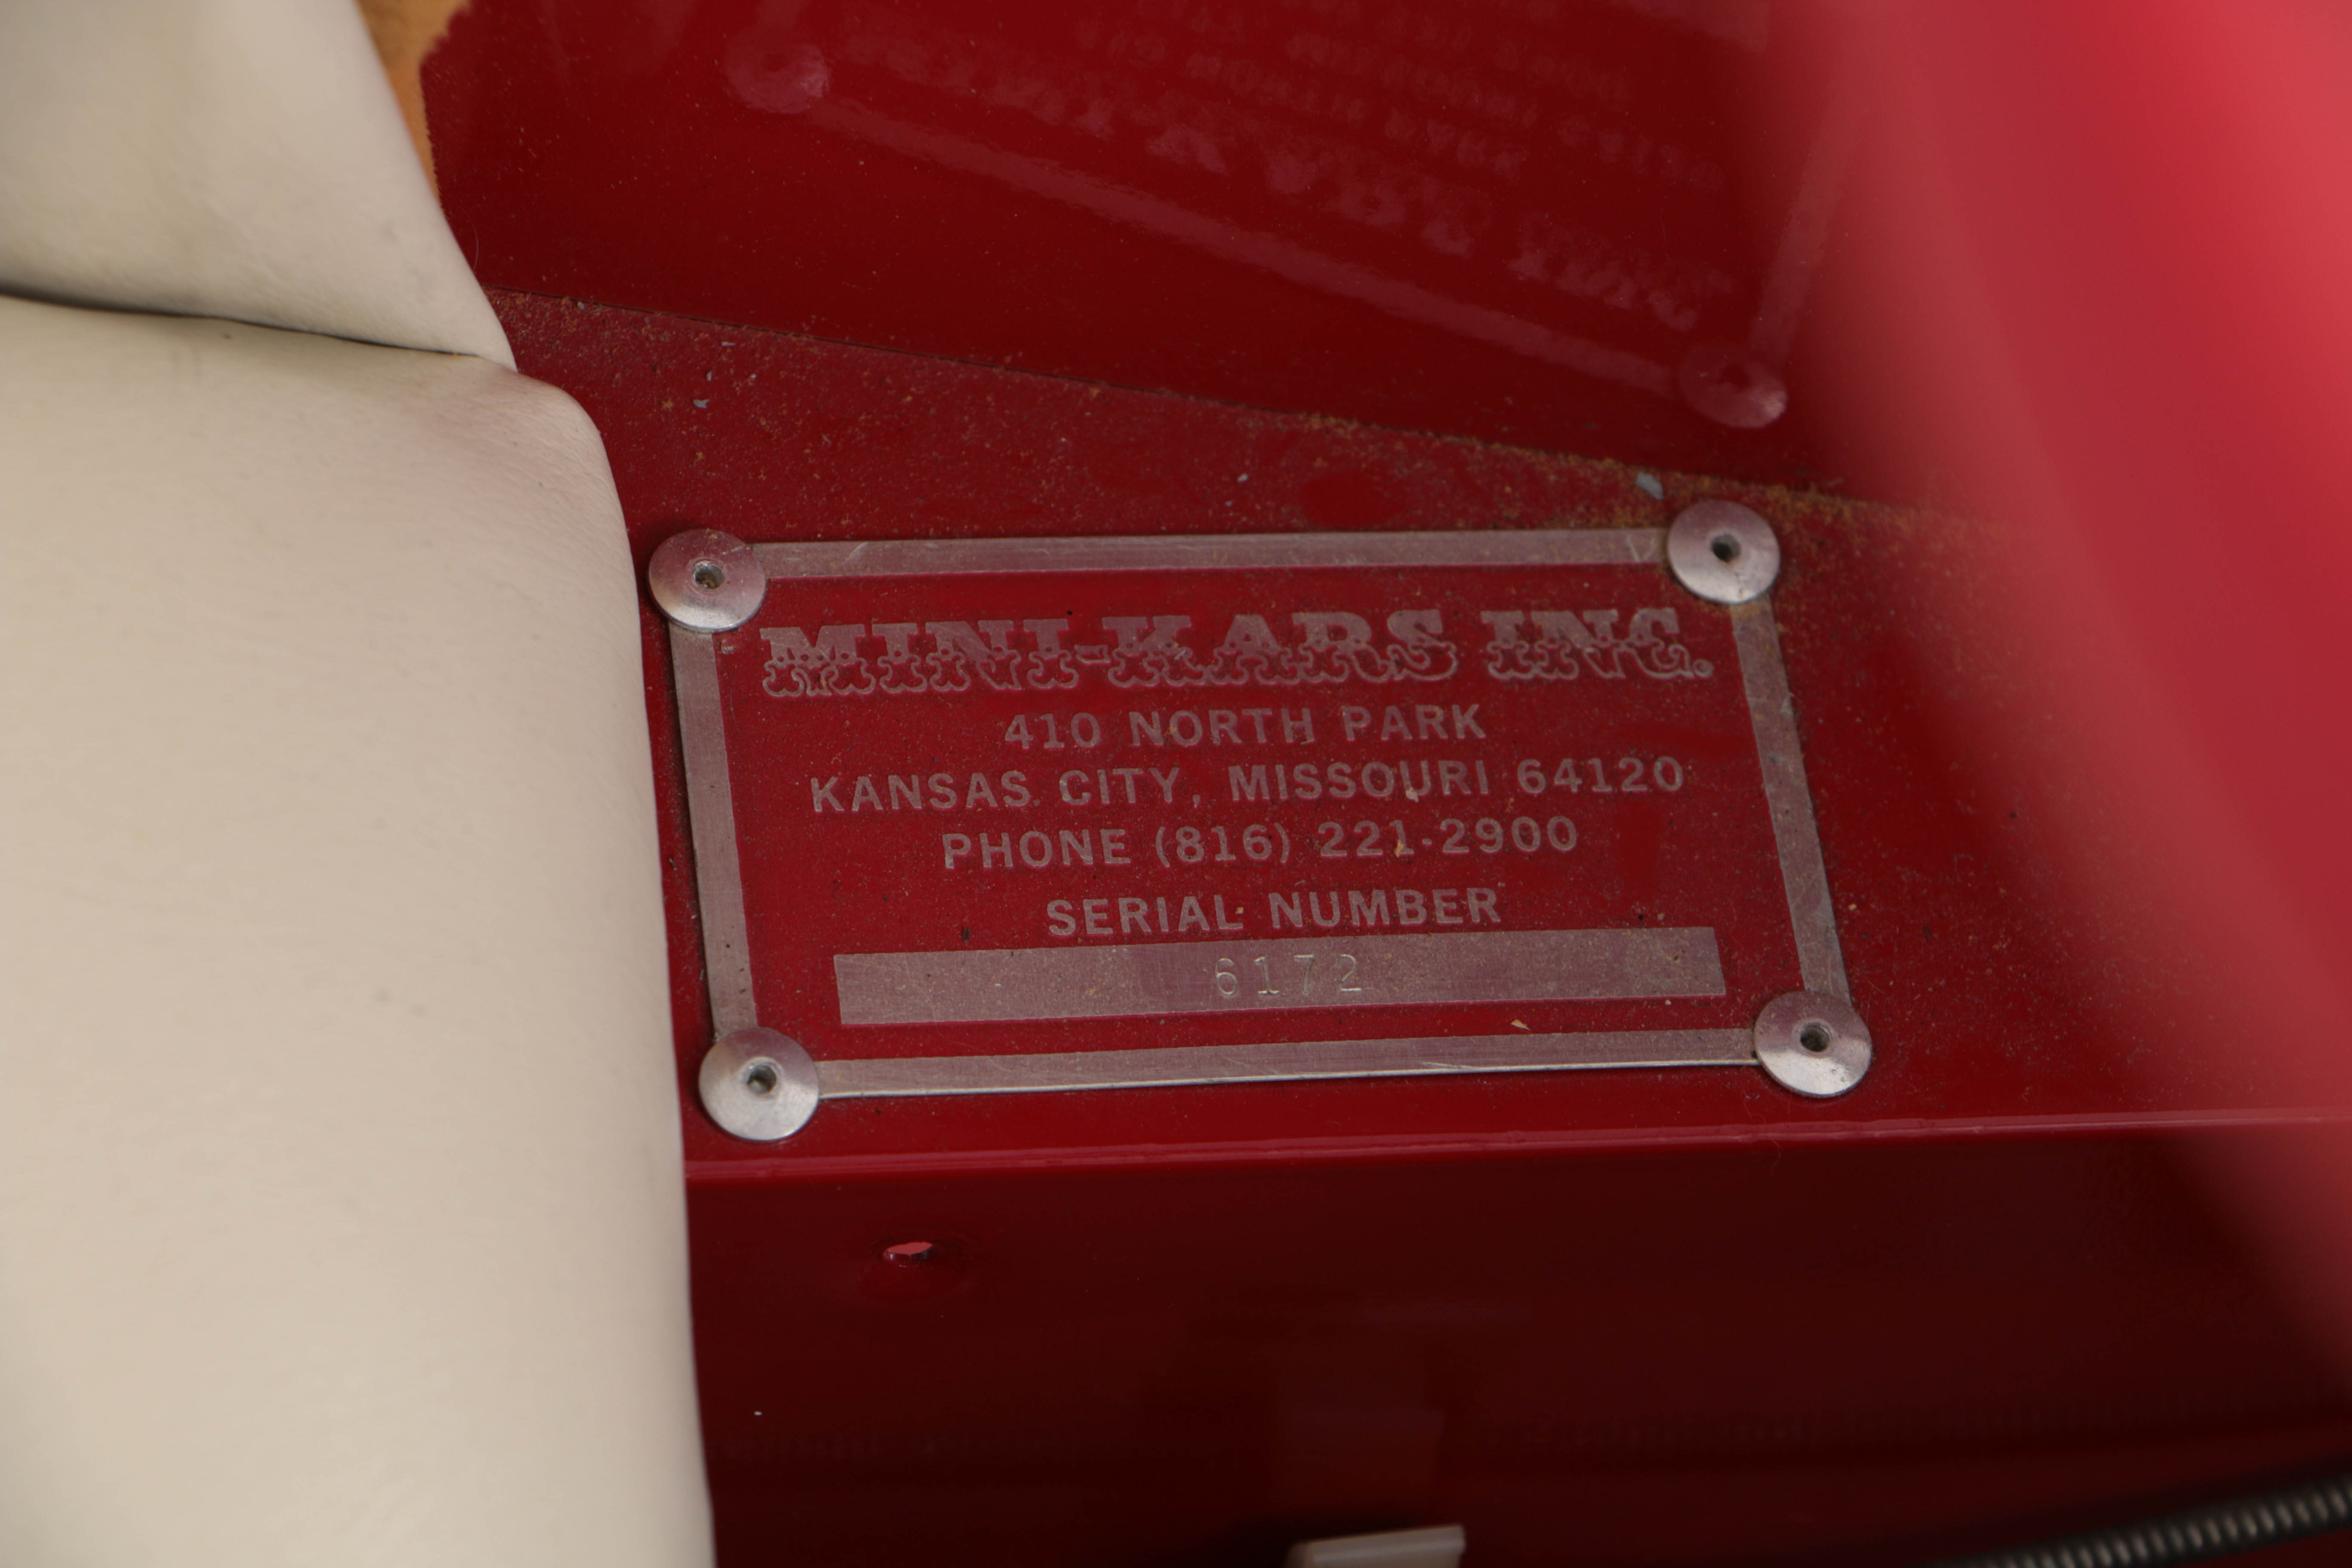 MINI-KARS INC.
410 NORTH PARK
KANSAS CITY, MISSOURI 64120
PHONE (816) 221-2900
SERIAL NUMBER
6172